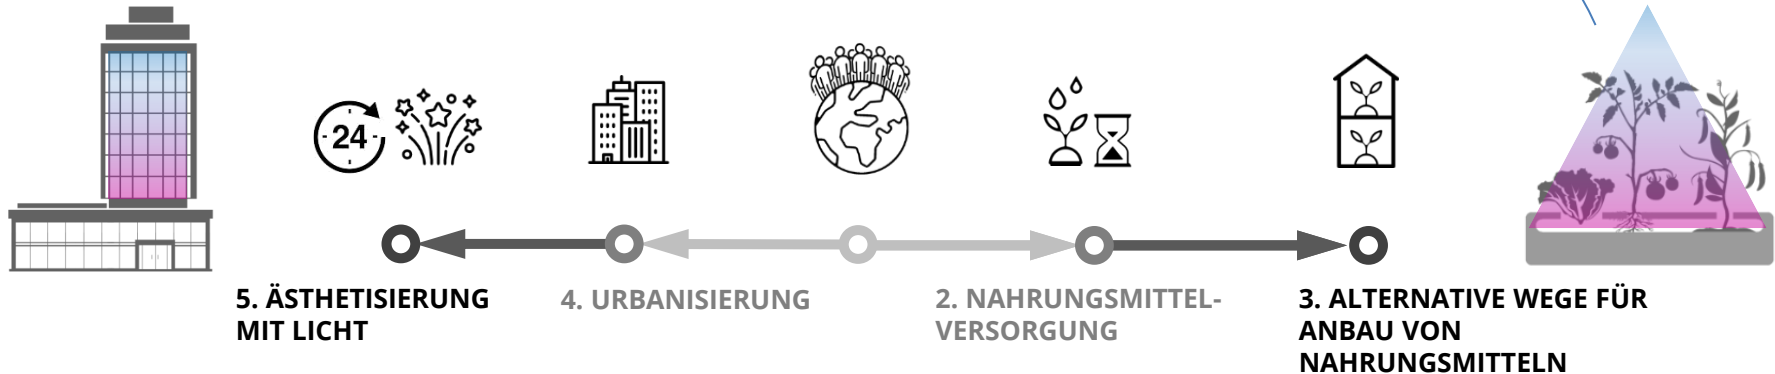 24
5. ÄSTHETISIERUNG
MIT LICHT
4. URBANISIERUNG
2. NAHRUNGSMITTEL-
VERSORGUNG
3. ALTERNATIVE WEGE FÜR
ANBAU VON
NAHRUNGSMITTELN